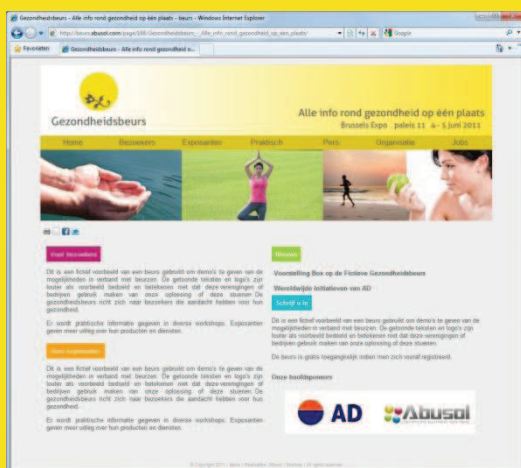 Gezondheidsbeurs - Alle info rond gezondheid op één plaats - beurs - Windows Internet Explorer
http://beurs.abusol.com/page/288/Gezondheidsbeurs_-_Alle_info_rond_gezondheid_op_een_plaats/
Google
Favorieten
Gezondheidsbeurs - Alle info rond gezondheid o...
Gezondheidsbeurs
Alle info rond gezondheid op één plaats
Brussels Expo paleis 11 4 - 5 juni 2011
Home Bezoekers Exposanten Praktisch Pers Organisatie Jobs
Voor bezoekers
Dit is een fictief voorbeeld van een beurs gebruikt om demo's te geven van de
mogelijkheden in verband met beurzen. De getoonde teksten en logo's zijn
louter als voorbeeld bedoeld en betekenen niet dat deze verenigingen of
bedrijven gebruik maken van onze oplossing of deze steunen. De
gezondheidsbeurs richt zich naar bezoekers die aandacht hebben voor hun
gezondheid.
Er wordt praktische informatie gegeven in diverse workshops. Exposanten
geven meer uitleg over hun producten en diensten.
Dit is een fictief voorbeeld van een beurs gebruikt om demo's te geven van de
mogelijkheden in verband met beurzen. De getoonde teksten en logo's zijn
louter als voorbeeld bedoeld en betekenen niet dat deze verenigingen of
bedrijven gebruik maken van onze oplossing of deze steunen. De
gezondheidsbeurs richt zich naar bezoekers die aandacht hebben voor hun
gezondheid.
Er wordt praktische informatie gegeven in diverse workshops. Exposanten
geven meer uitleg over hun producten en diensten.
Nieuws
Voorstelling Box op de Fictieve Gezondheidsbeurs
Wereldwijde initiatieven van AD
Schrijf u in
Dit is een fictief voorbeeld van een beurs gebruikt om demo's te geven van de
mogelijkheden in verband met beurzen. De getoonde teksten en logo's zijn
louter als voorbeeld bedoeld en betekenen niet dat deze verenigingen of
bedrijven gebruik maken van onze oplossing of deze steunen.
De beurs is gratis toegangkelijk indien men zich vooraf registreert.
Onze hoofdsponsors
AD
Abusol